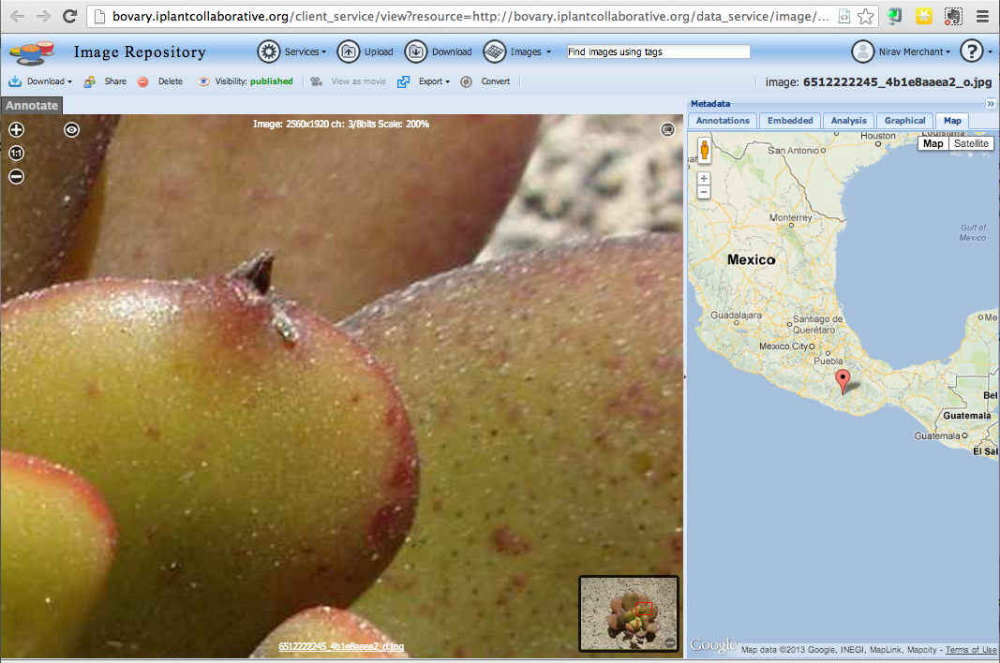 bovary.iplantcollaborative.org/client_service/view?resource=http://bovary.iplantcollaborative.org/data_service/image/...
Image Repository
Services
Upload
Download
Images
Find images using tags
Nirav Merchant
?
Download
Share
Delete
Visibility: published
View as movie
Export
Convert
image: 6512222245_4b1e8aaea2_o.jpg
Annotate
Image: 2560x1920 ch: 3/8bits Scale: 200%
1:1
6512222245_4b1e8aaea2_o.jpg
Metadata
Annotations
Embedded
Analysis
Graphical
Map
Map
Satellite
Houston
Louisiana
San Antonio
Monterrey
Gulf of
Mexico
Mexico
Guadalajara
Santiago de
Querétaro
Me
Mexico City
Puebla
Bel
Guatemala
Guatemala
El Sal
Google
Map data ©2013 Google, INEGI, MapLink, Mapcity - Terms of Use